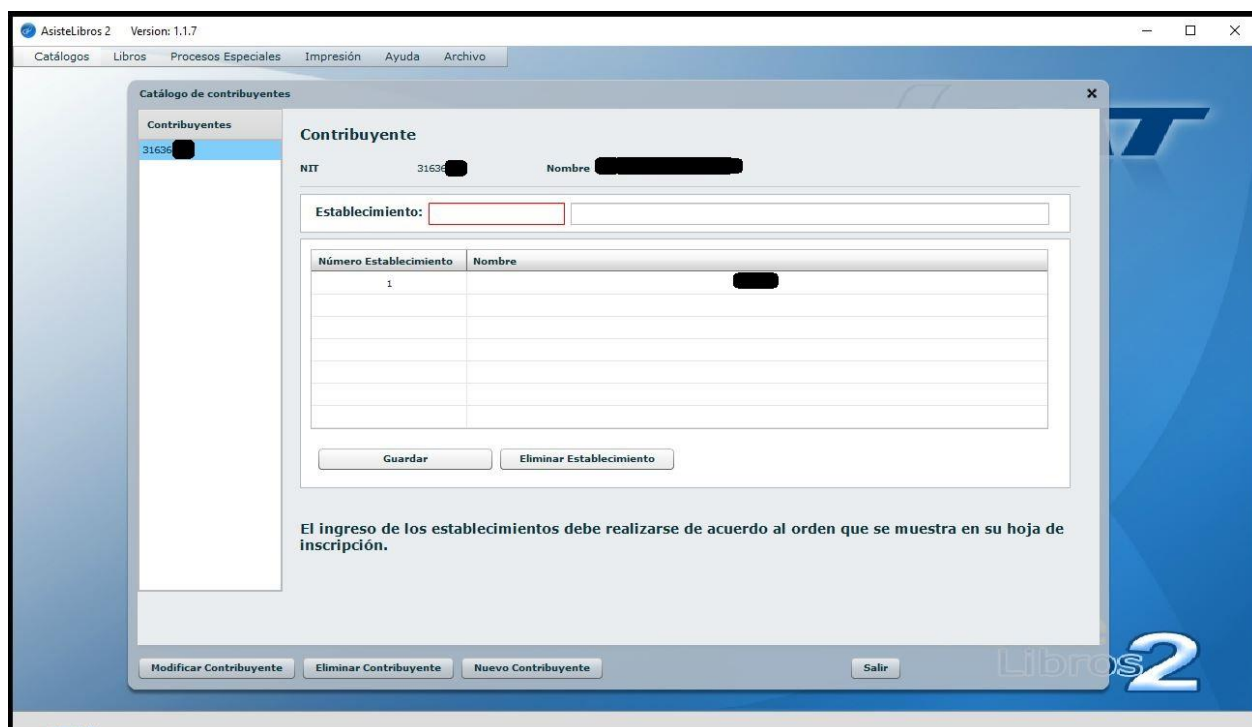 AsisteLibros 2 Version: 1.1.7
Catálogos Libros Procesos Especiales Impresión Ayuda Archivo
Catálogo de contribuyentes
Contribuyentes
31636
Contribuyente
NIT 31636 Nombre
Establecimiento:
Número Establecimiento Nombre
1
Guardar Eliminar Establecimiento
El ingreso de los establecimientos debe realizarse de acuerdo al orden que se muestra en su hoja de
inscripción.
Modificar Contribuyente Eliminar Contribuyente Nuevo Contribuyente Salir
Libros2